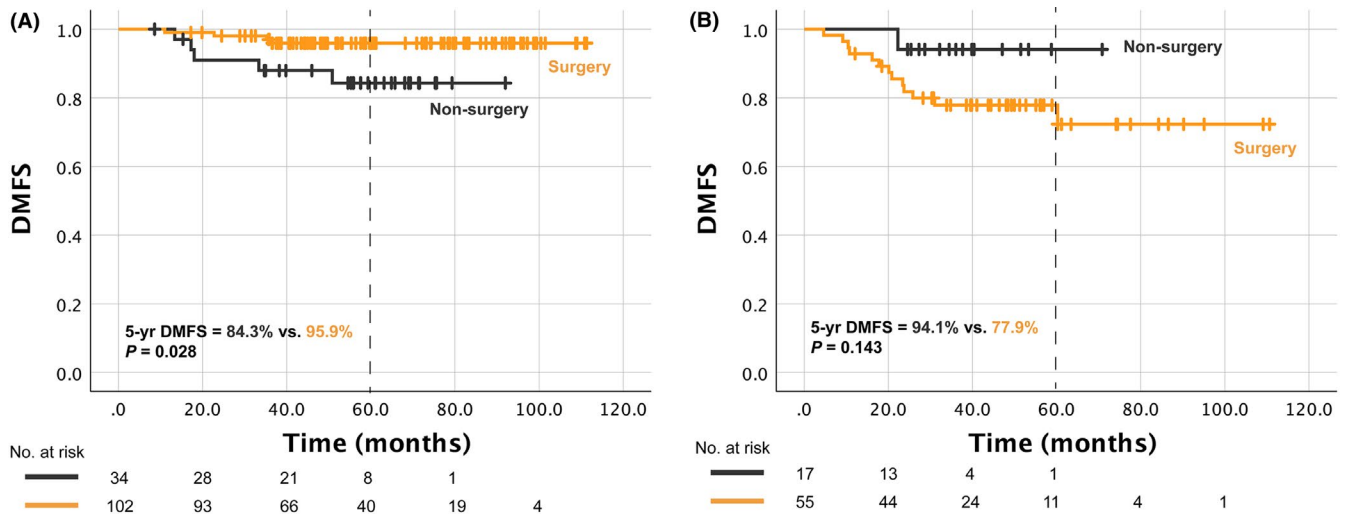 (A)
1.0
0.8
0.6
0.4
0.2
0.0
DMFS
Surgery
Non-surgery
5-yr DMFS = 84.3% vs. 95.9%
P = 0.028
.0 20.0 40.0 60.0 80.0 100.0 120.0
Time (months)
No. at risk
34 28 21 8 1
102 93 66 40 19 4
(B)
1.0
0.8
0.6
0.4
0.2
0.0
DMFS
Non-surgery
Surgery
5-yr DMFS = 94.1% vs. 77.9%
P = 0.143
.0 20.0 40.0 60.0 80.0 100.0 120.0
Time (months)
No. at risk
17 13 4 1
55 44 24 11 4 1